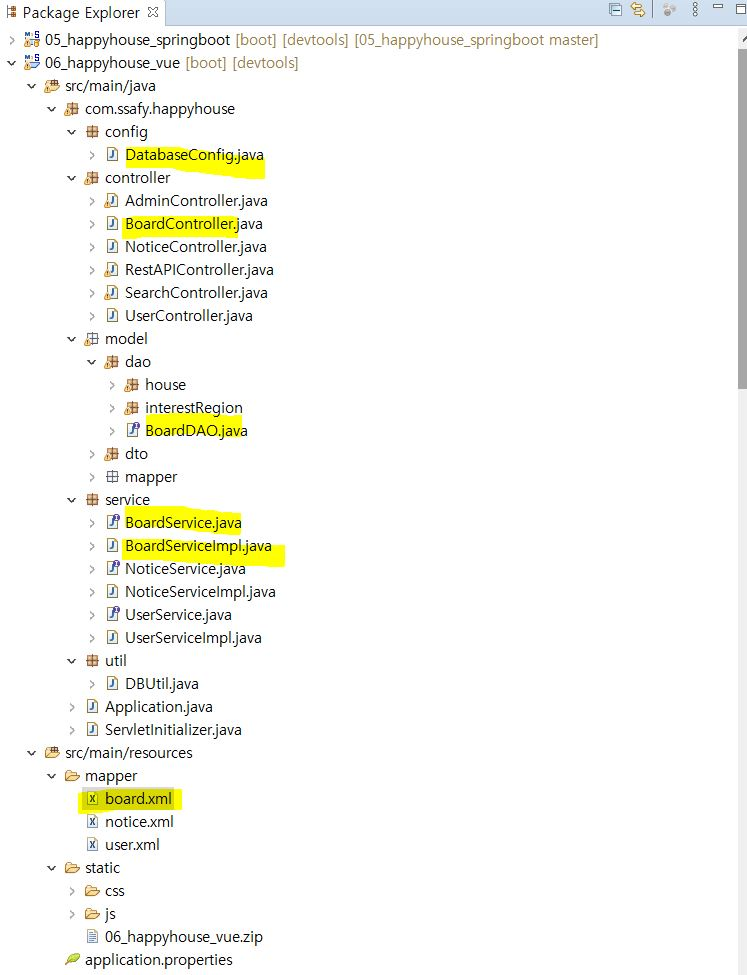 Package Explorer
05_happyhouse_springboot [boot] [devtools] [05_happyhouse_springboot master]
06_happyhouse_vue [boot] [devtools]
src/main/java
com.ssafy.happyhouse
config
DatabaseConfig.java
controller
AdminController.java
BoardController.java
NoticeController.java
RestAPIController.java
SearchController.java
UserController.java
model
dao
house
interestRegion
BoardDAO.java
dto
mapper
service
BoardService.java
BoardServiceImpl.java
NoticeService.java
NoticeServiceImpl.java
UserService.java
UserServiceImpl.java
util
DBUtil.java
Application.java
ServletInitializer.java
src/main/resources
mapper
board.xml
notice.xml
user.xml
static
css
js
06_happyhouse_vue.zip
application.properties